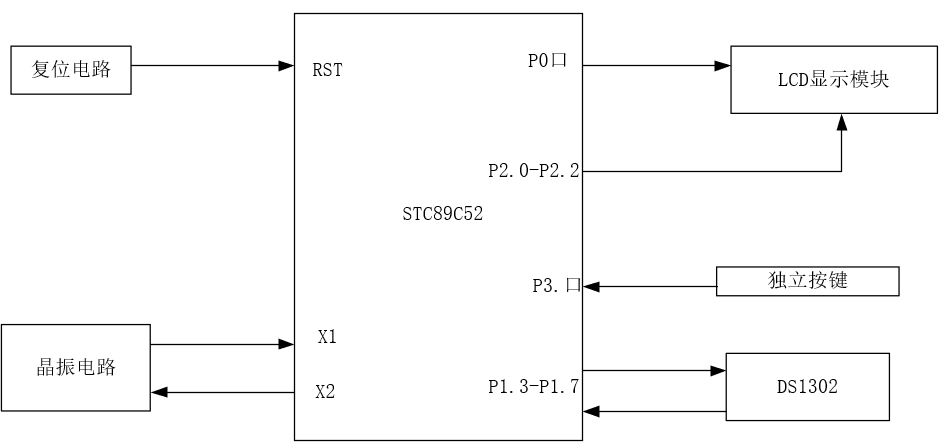 复位电路
RST
P0口
LCD显示模块
P2.0-P2.2
STC89C52
P3.口
独立按键
X1
晶振电路
X2
P1.3-P1.7
DS1302